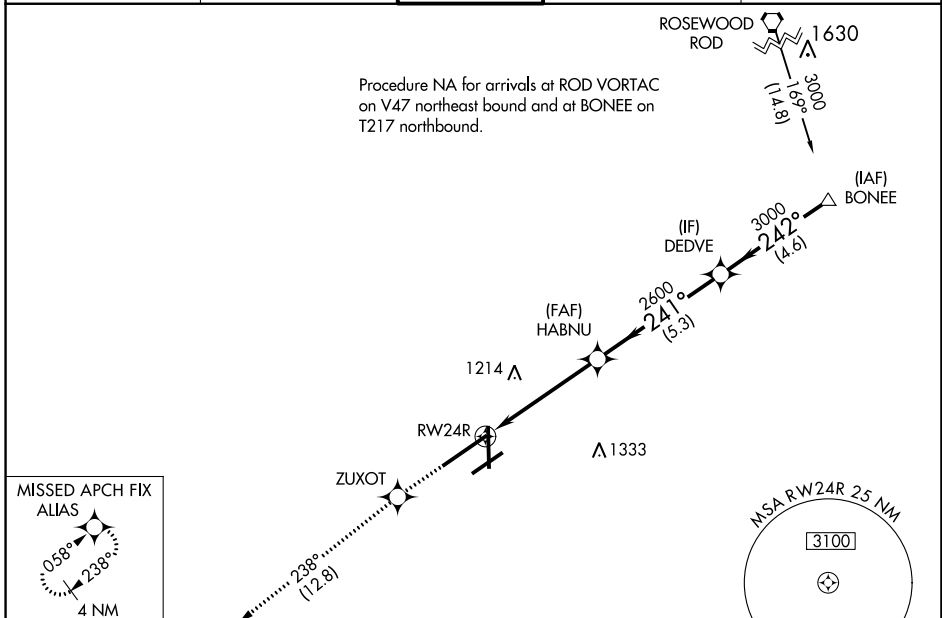 ROSEWOOD
ROD
1630
3000
169°
(14.8)
Procedure NA for arrivals at ROD VORTAC
on V47 northeast bound and at BONEE on
T217 northbound.
(IAF)
BONEE
3000
242°
(4.6)
(IF)
DEDVE
2600
241°
(5.3)
(FAF)
HABNU
1214
RW24R
1333
ZUXOT
238°
(12.8)
MISSED APCH FIX
ALIAS
058°
238°
4 NM
MSA RW24R 25 NM
3100